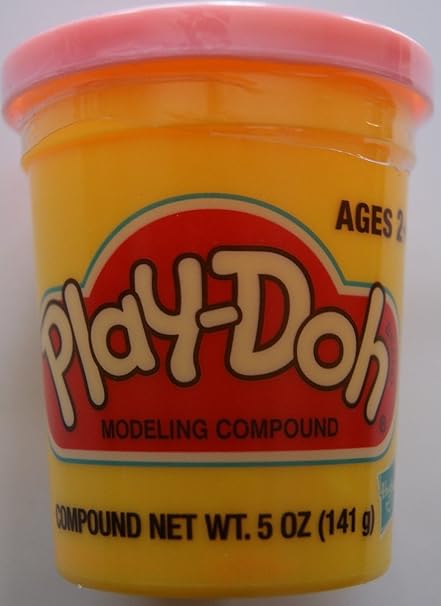 AGES 2
Play-Doh
MODELING COMPOUND ®
COMPOUND NET WT. 5 OZ (141 g)